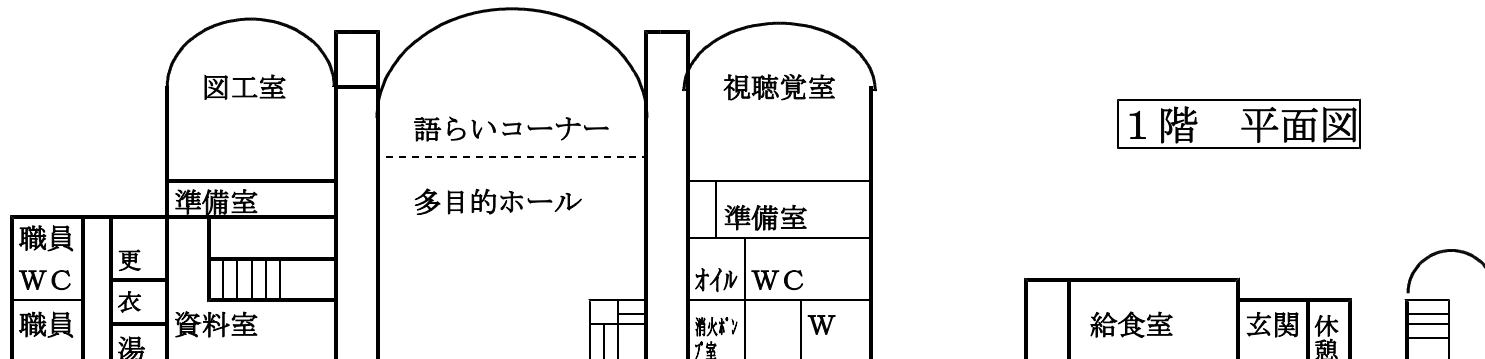 図工室
視聴覚室
１階　平面図
語らいコーナー
多目的ホール
準備室
準備室
職員
ＷＣ
更
衣
湯
オイル
ＷＣ
職員
資料室
消火ﾎﾟﾝ
ﾌﾟ室
Ｗ
給食室
玄関
休
憩